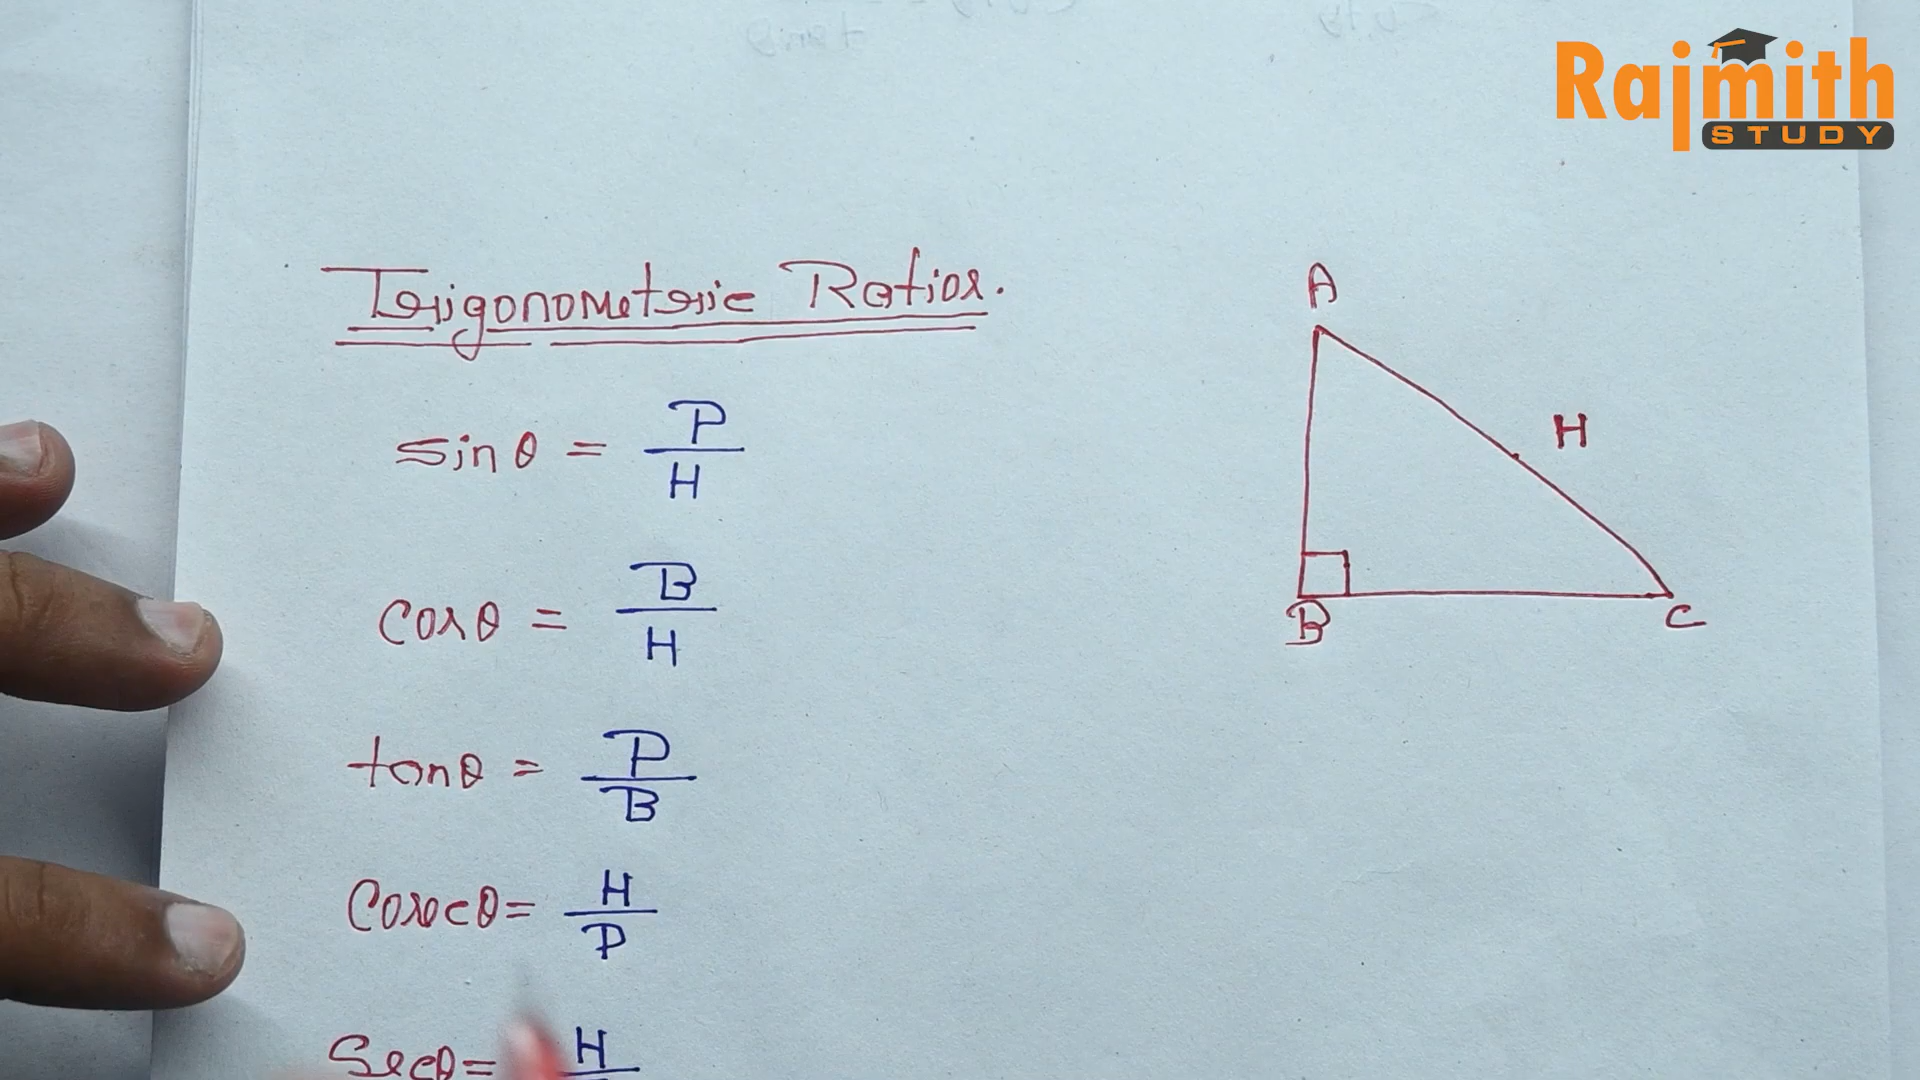 Rajmith
STUDY
Trigonometric Ratios.
sinθ = P/H
cosθ = B/H
tanθ = P/B
Cosecθ = H/P
Secθ = H
A
H
B
C